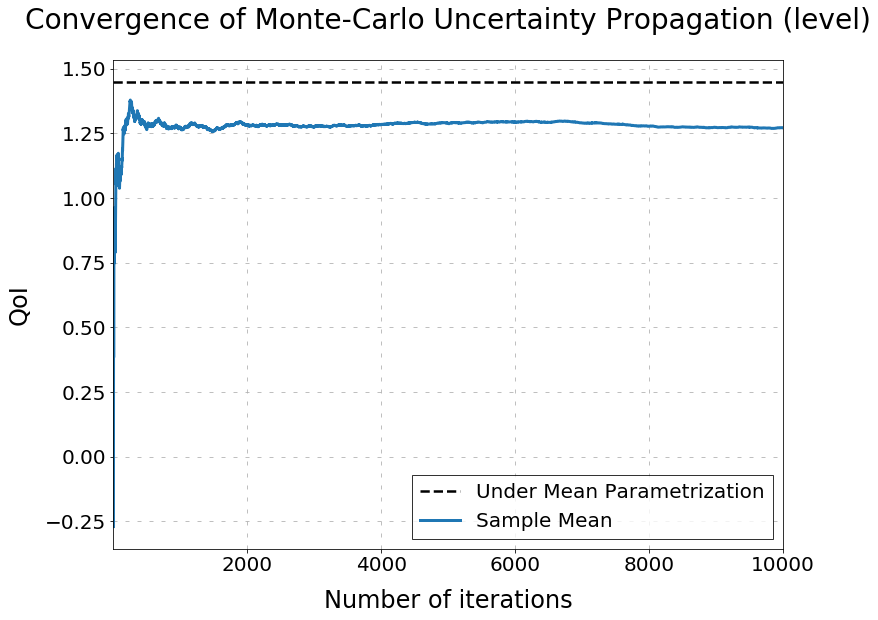 Convergence of Monte-Carlo Uncertainty Propagation (level)
1.50
1.25
1.00
0.75
0.50
0.25
0.00
−0.25
QoI
Under Mean Parametrization
Sample Mean
2000 4000 6000 8000 10000
Number of iterations